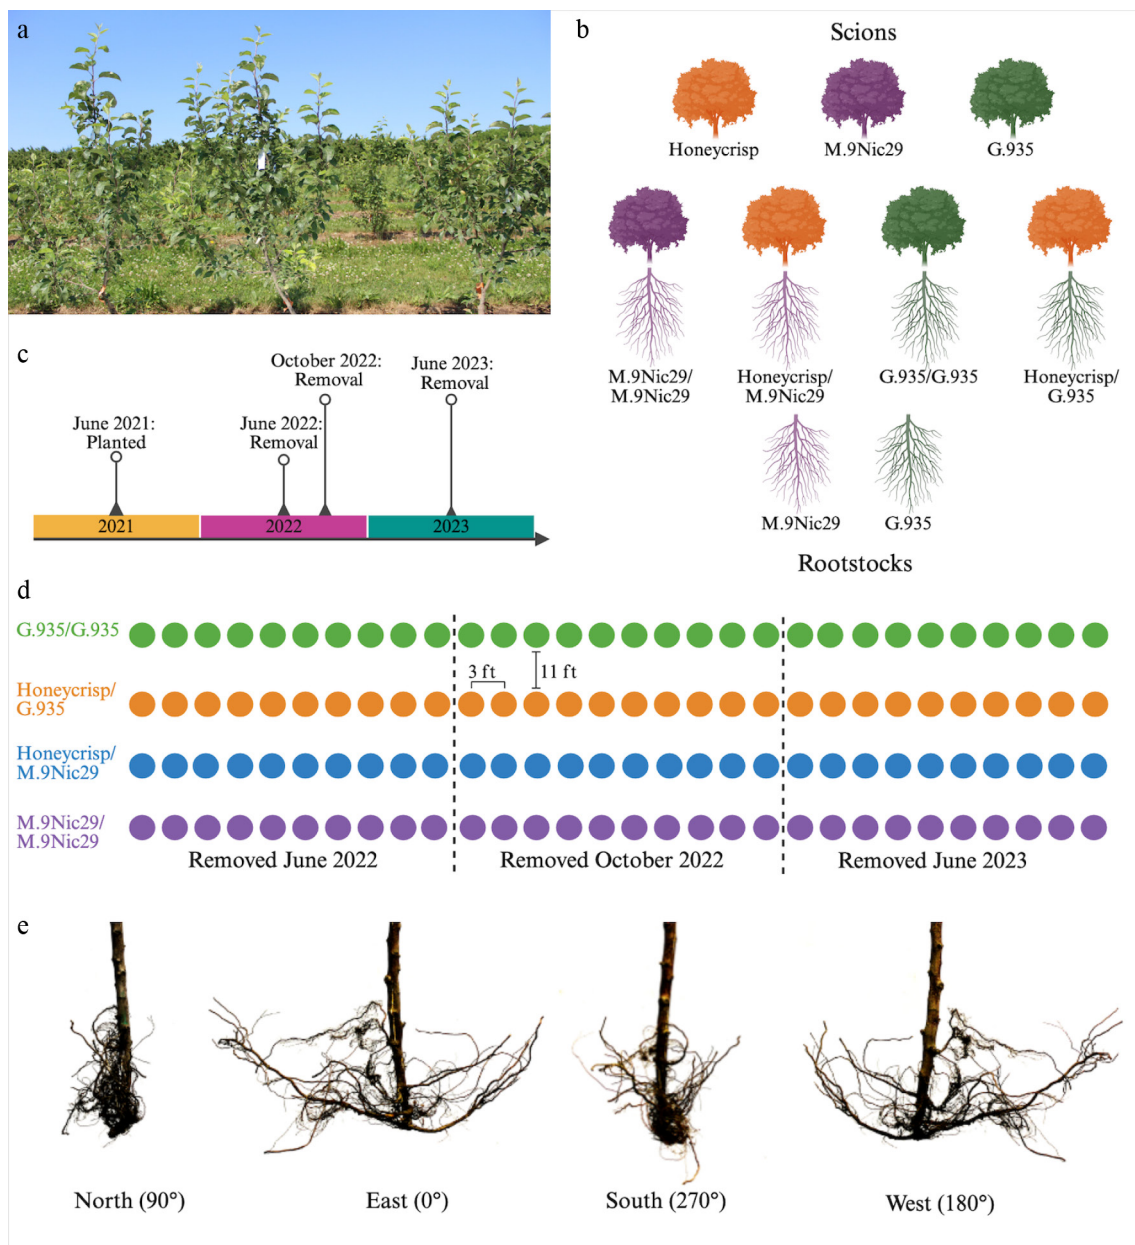 a
b
Scions
Honeycrisp
M.9Nic29
G.935
M.9Nic29/
M.9Nic29
Honeycrisp/
M.9Nic29
G.935/G.935
Honeycrisp/
G.935
M.9Nic29
G.935
Rootstocks
c
October 2022:
Removal
June 2023:
Removal
June 2021:
Planted
June 2022:
Removal
2021
2022
2023
d
G.935/G.935
3 ft
11 ft
Honeycrisp/
G.935
Honeycrisp/
M.9Nic29
M.9Nic29/
M.9Nic29
Removed June 2022
Removed October 2022
Removed June 2023
e
North (90°)
East (0°)
South (270°)
West (180°)